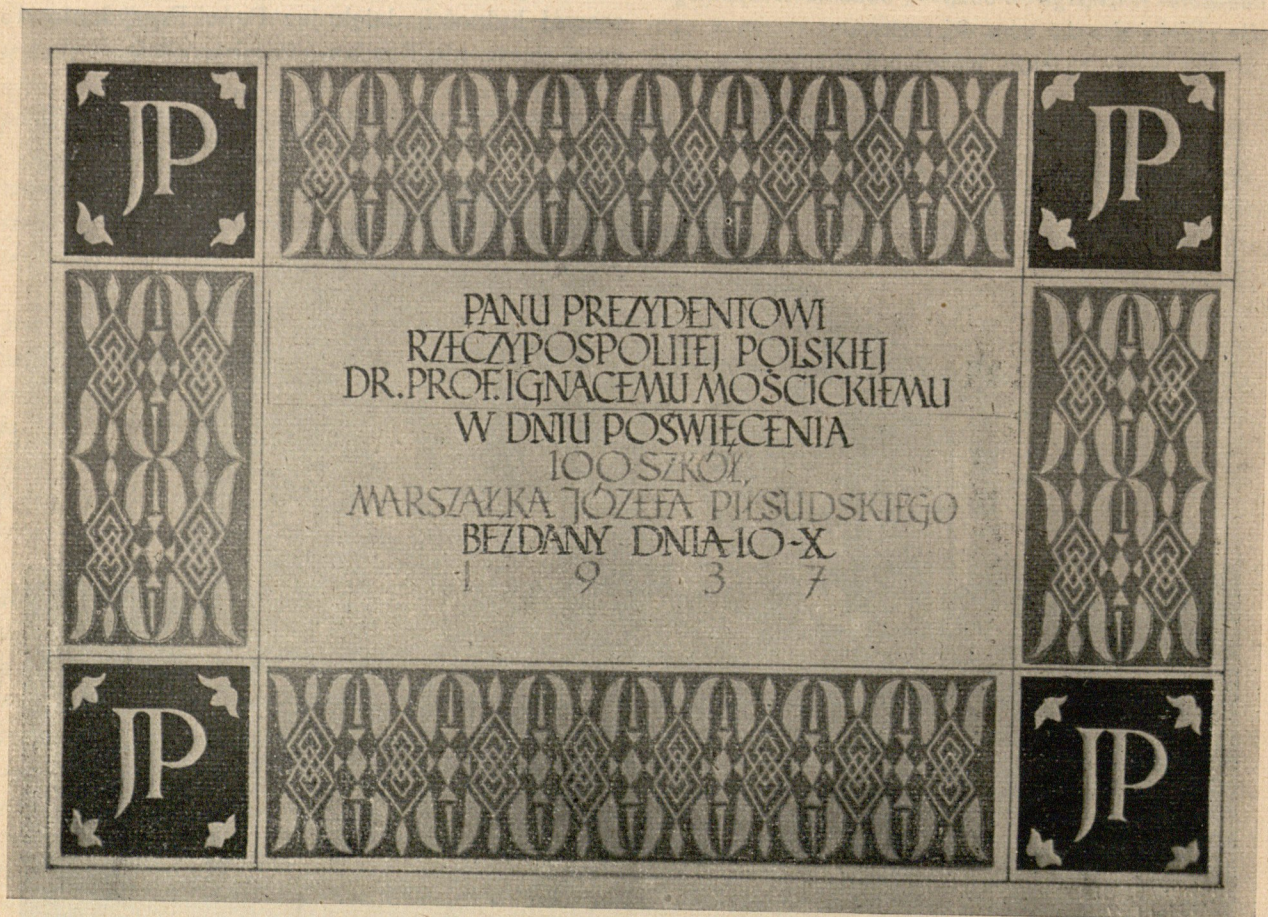 JP
JP
PANU PREZYDENTOWI
RZECZYPOSPOLITEJ POLSKIEJ
DR. PROF. IGNACEMU MOŚCICKIEMU
W DNIU POŚWIĘCENIA
100 SZKÓŁ,
MARSZAŁKA JÓZEFA PIŁSUDSKIEGO
BEZDANY DNIA-10-X
1 9 3 7
JP
JP